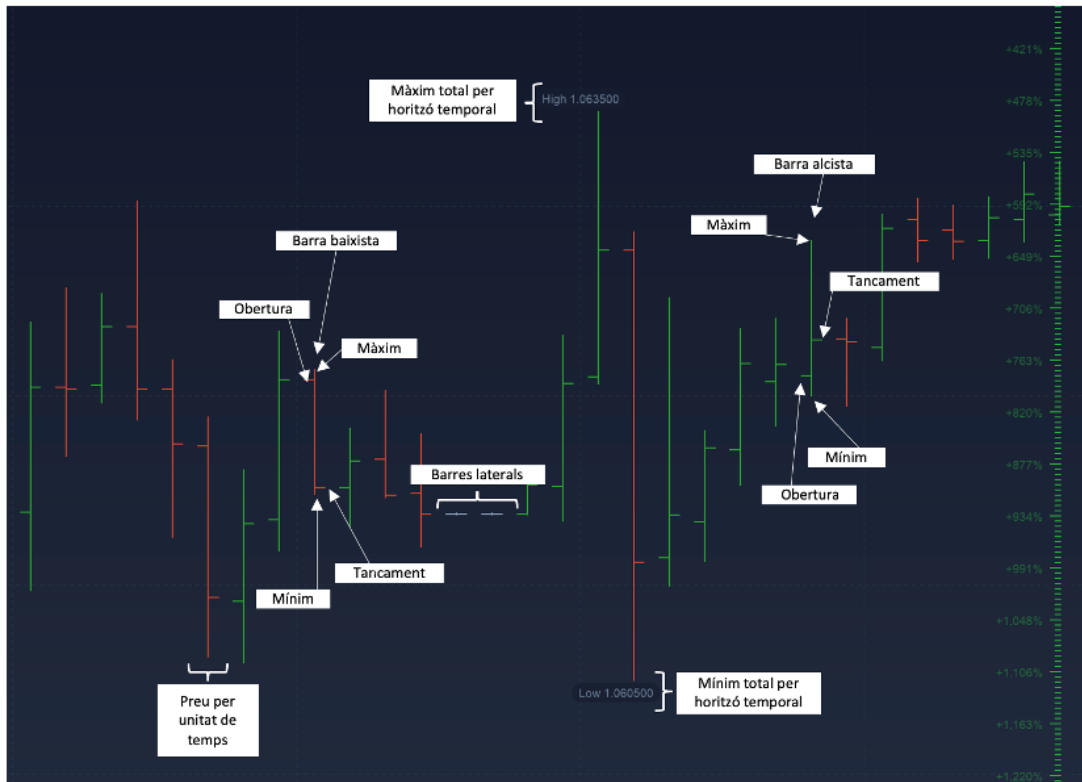 +421%
Màxim total per
horitzó temporal
High 1.063500
+478%
+535%
Barra alcista
+592%
Màxim
Barra baixista
+649%
Tancament
Obertura
+706%
Màxim
+763%
+820%
Mínim
Barres laterals
+877%
Obertura
+934%
Tancament
+991%
Mínim
+1,048%
+1,106%
Preu per
unitat de
temps
Low 1.060500
Mínim total per
horitzó temporal
+1,163%
+1,220%